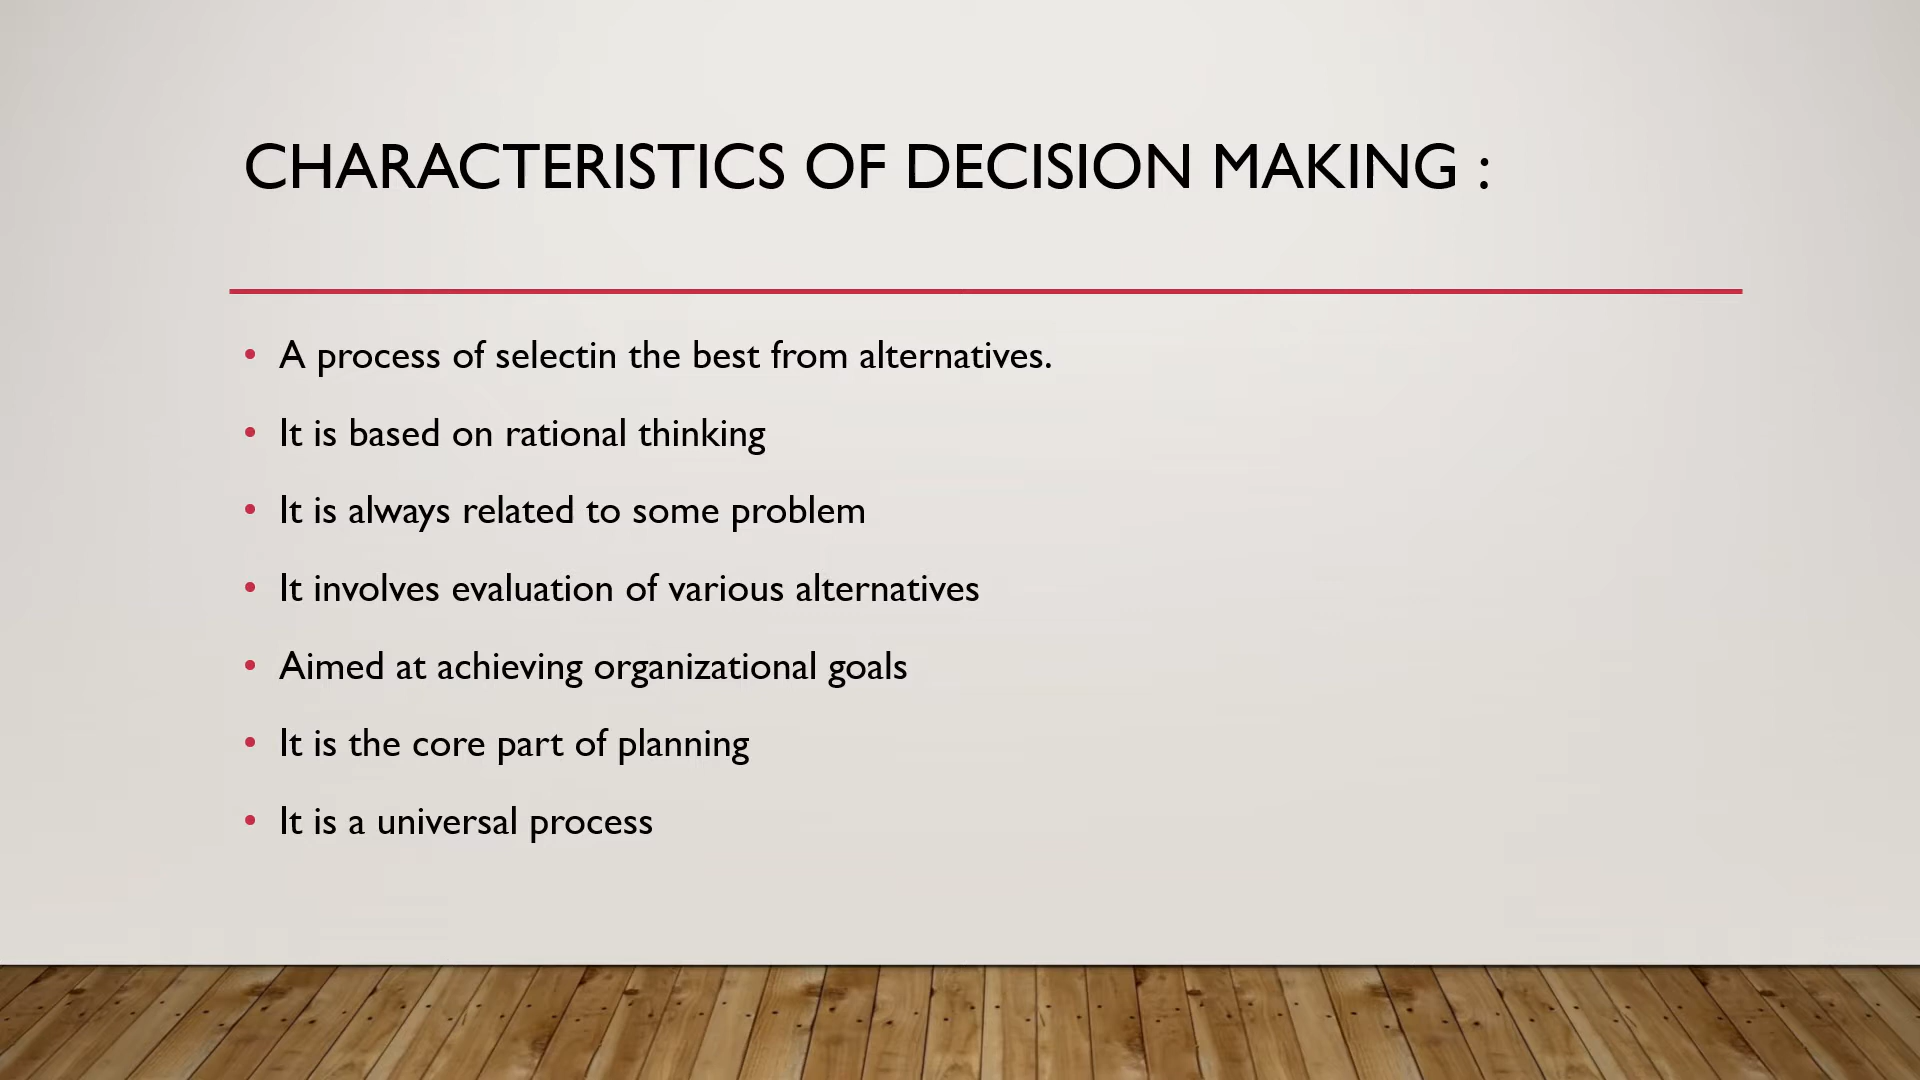 CHARACTERISTICS OF DECISION MAKING :
• A process of selectin the best from alternatives.
• It is based on rational thinking
• It is always related to some problem
• It involves evaluation of various alternatives
• Aimed at achieving organizational goals
• It is the core part of planning
• It is a universal process